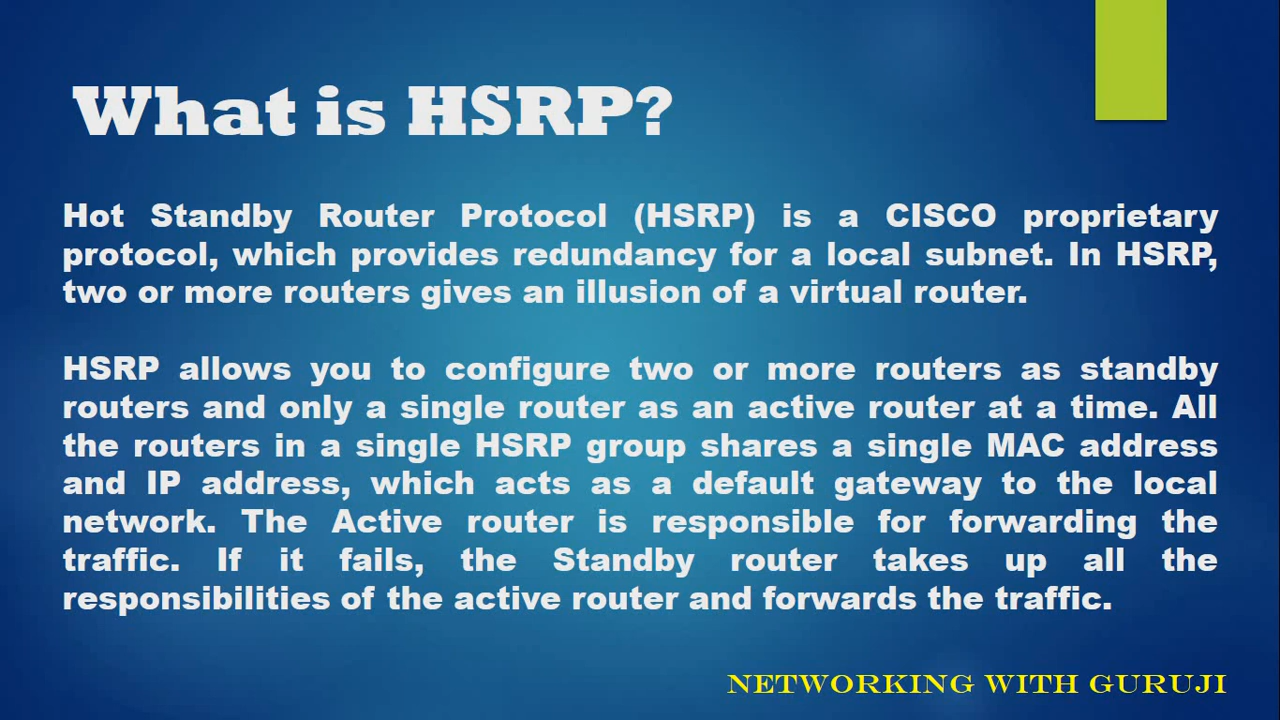 What is HSRP?
Hot Standby Router Protocol (HSRP) is a CISCO proprietary
protocol, which provides redundancy for a local subnet. In HSRP,
two or more routers gives an illusion of a virtual router.
HSRP allows you to configure two or more routers as standby
routers and only a single router as an active router at a time. All
the routers in a single HSRP group shares a single MAC address
and IP address, which acts as a default gateway to the local
network. The Active router is responsible for forwarding the
traffic. If it fails, the Standby router takes up all the
responsibilities of the active router and forwards the traffic.
NETWORKING WITH GURUJI